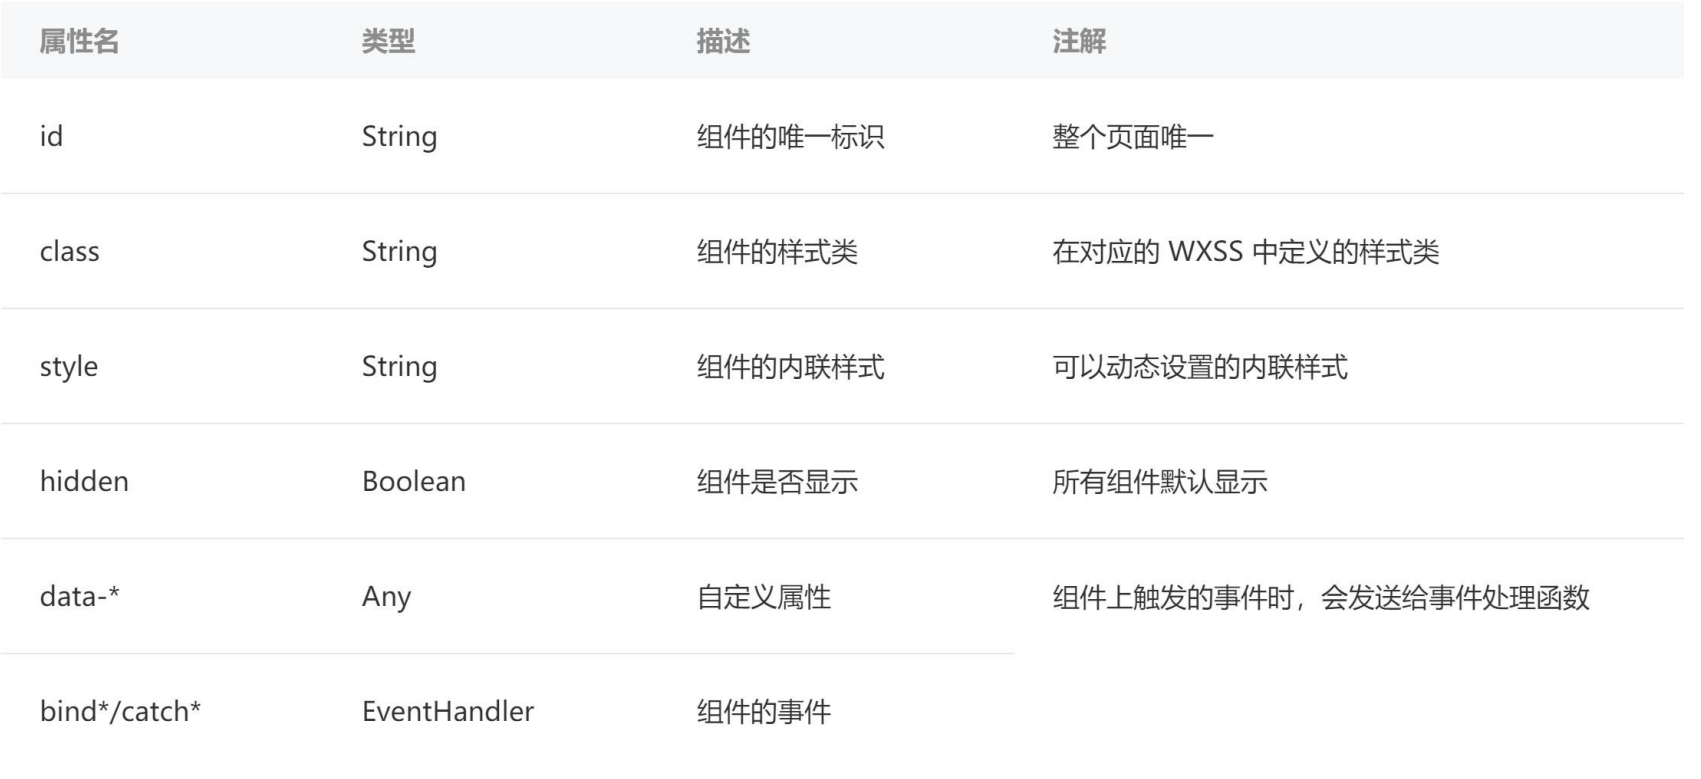 属性名 类型 描述 注解
id String 组件的唯一标识 整个页面唯一
class String 组件的样式类 在对应的 WXSS 中定义的样式类
style String 组件的内联样式 可以动态设置的内联样式
hidden Boolean 组件是否显示 所有组件默认显示
data-* Any 自定义属性 组件上触发的事件时，会发送给事件处理函数
bind*/catch* EventHandler 组件的事件